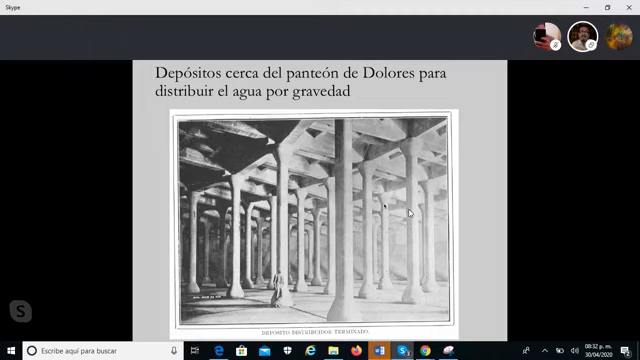 Skype
Depósitos cerca del panteón de Dolores para
distribuir el agua por gravedad
DEPOSITO DISTRIBUIDOR TERMINADO.
Escribe aquí para buscar
08:32 p. m.
30/04/2020